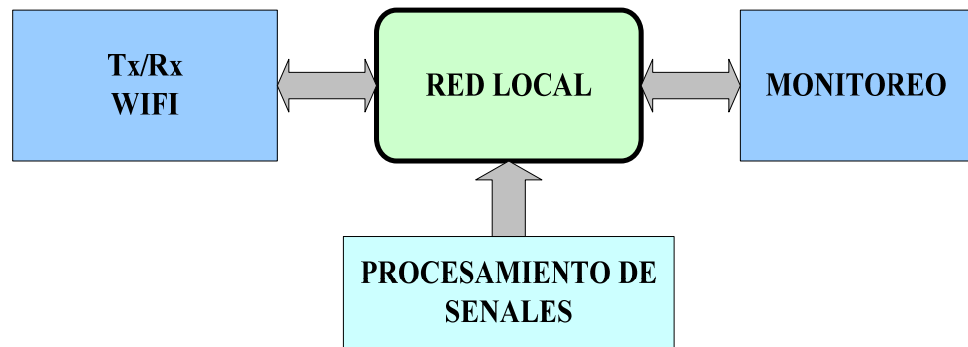 Tx/Rx
WIFI
RED LOCAL
MONITOREO
PROCESAMIENTO DE
SENALES